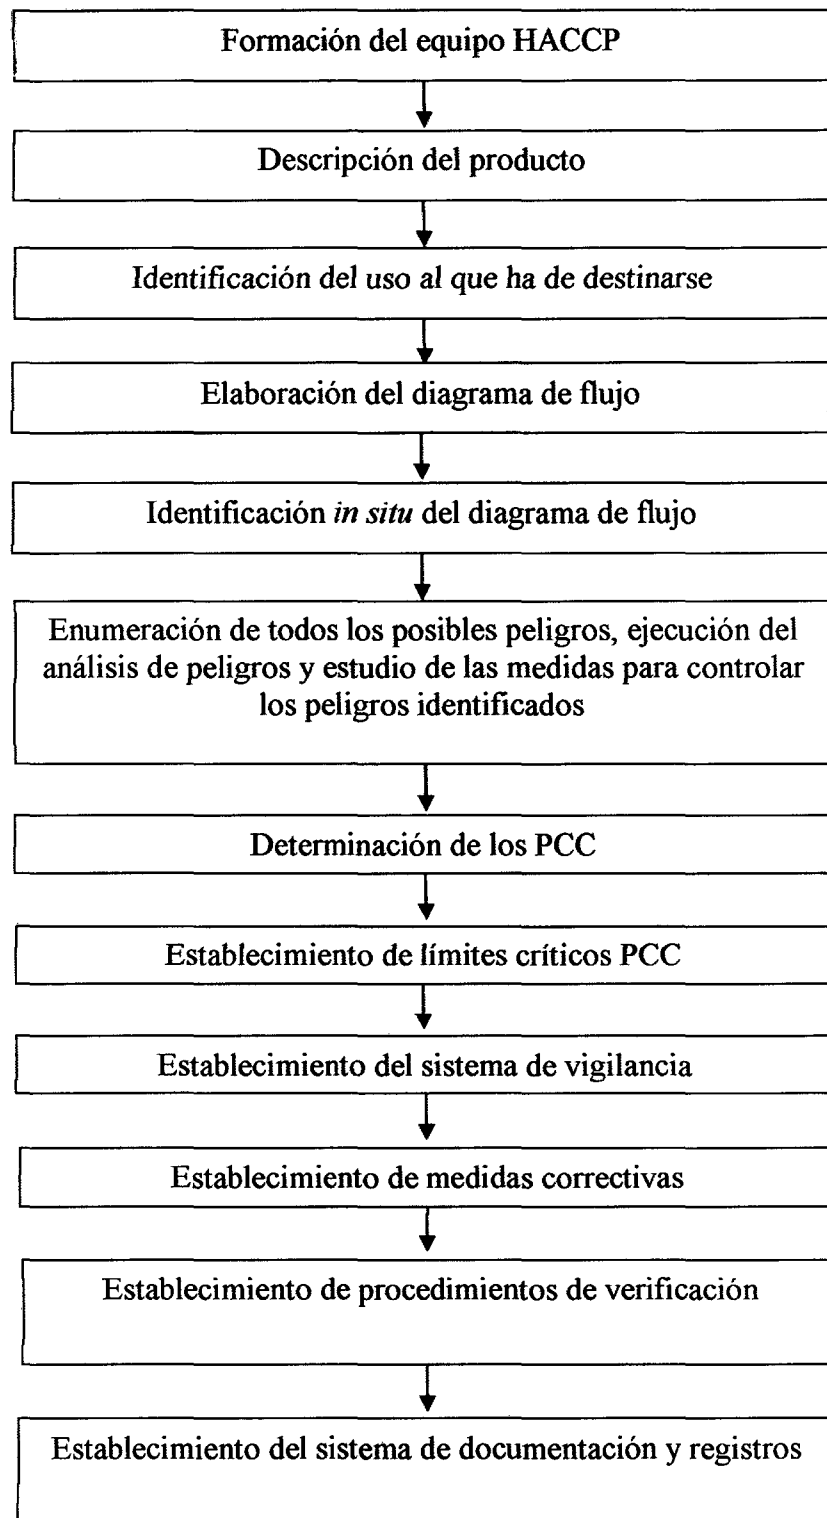 Formación del equipo HACCP
Descripción del producto
Identificación del uso al que ha de destinarse
Elaboración del diagrama de flujo
Identificación in situ del diagrama de flujo
Enumeración de todos los posibles peligros, ejecución del
análisis de peligros y estudio de las medidas para controlar
los peligros identificados
Determinación de los PCC
Establecimiento de límites críticos PCC
Establecimiento del sistema de vigilancia
Establecimiento de medidas correctivas
Establecimiento de procedimientos de verificación
Establecimiento del sistema de documentación y registros